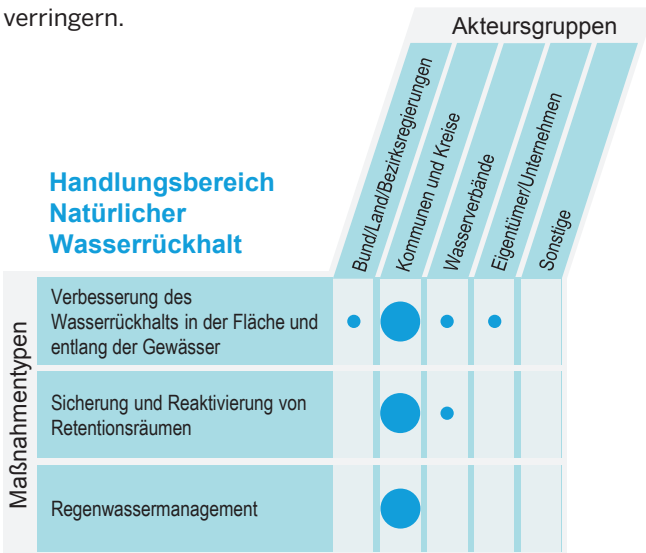 verringern.
Akteursgruppen
Bund/Land/Bezirksregierungen
Kommunen und Kreise
Wasserverbände
Eigentümer/Unternehmen
Sonstige
Handlungsbereich
Natürlicher
Wasserrückhalt
Maßnahmentypen
Verbesserung des
Wasserrückhalts in der Fläche und
entlang der Gewässer
Sicherung und Reaktivierung von
Retentionsräumen
Regenwassermanagement